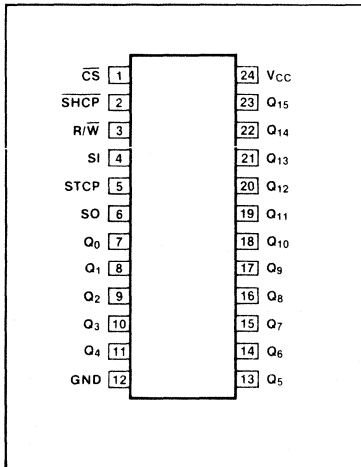 C̅S̅ 1 24 VCC
S̅H̅C̅P̅ 2 23 Q15
R/W̅ 3 22 Q14
SI 4 21 Q13
STCP 5 20 Q12
SO 6 19 Q11
Q0 7 18 Q10
Q1 8 17 Q9
Q2 9 16 Q8
Q3 10 15 Q7
Q4 11 14 Q6
GND 12 13 Q5